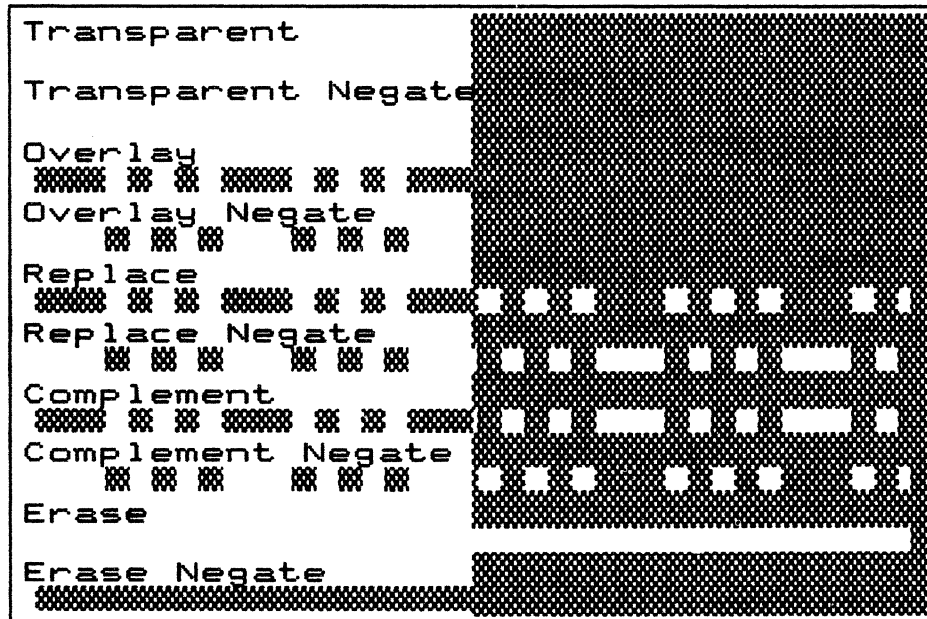 Transparent
Transparent Negate
Overlay
Overlay Negate
Replace
Replace Negate
Complement
Complement Negate
Erase
Erase Negate